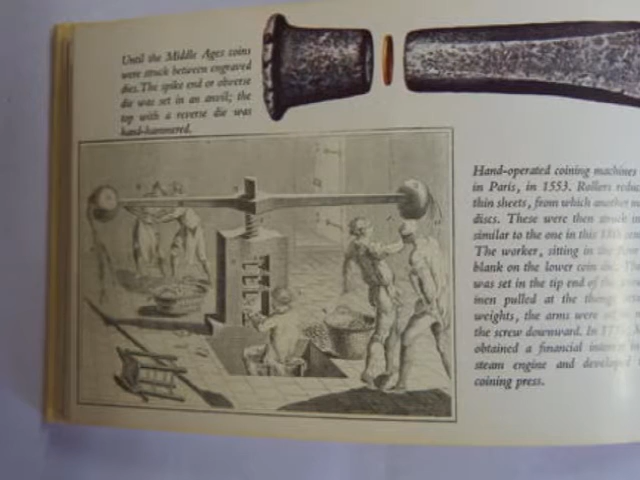 Until the Middle Ages coins
were struck between engraved
dies. The spike end or obverse
die was set in an anvil; the
top with a reverse die was
hand-hammered.
Hand-operated coining machines
in Paris, in 1553. Rollers
thin sheets, from which another
discs. These were then struck
similar to the one in this
The worker, sitting in the
blank on the lower coin
was set in the tip end of the
men pulled at the
weights, the arms were
the screw downward. In
obtained a financial interest
steam engine and developed
coining press.